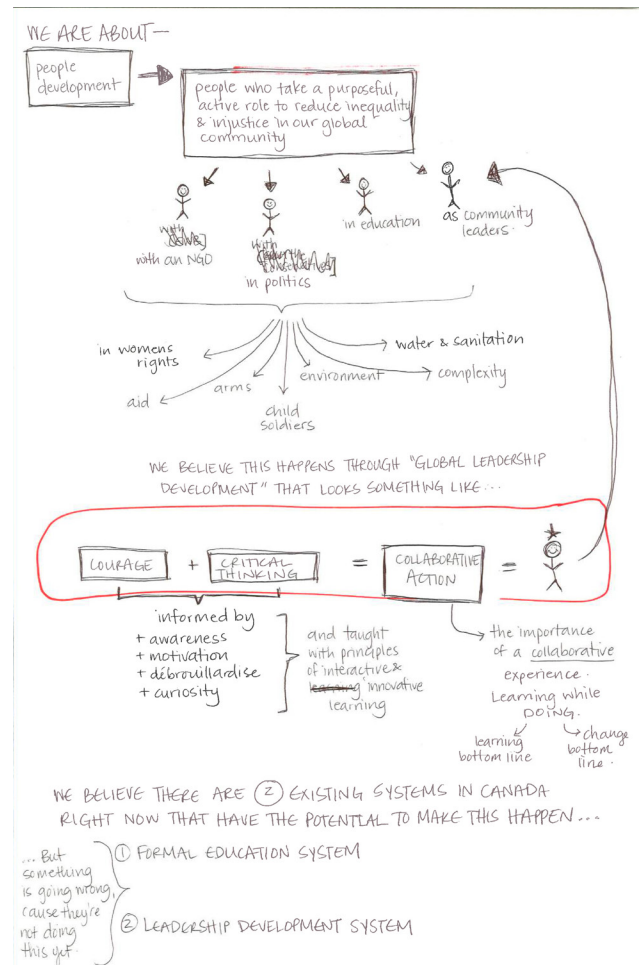 WE ARE ABOUT—
people
development
people who take a purposeful,
active role to reduce inequality
& injustice in our global
community
with
with an NGO
with
in politics
in education
as community
leaders.
in womens
rights
aid
arms
child
soldiers
environment
water & sanitation
complexity
WE BELIEVE THIS HAPPENS THROUGH "GLOBAL LEADERSHIP
DEVELOPMENT" THAT LOOKS SOMETHING LIKE...
COURAGE + CRITICAL
THINKING = COLLABORATIVE
ACTION =
informed by
+ awareness
+ motivation
+ débrouillardise
+ curiosity
and taught
with principles
of interactive &
learning innovative
learning
the importance
of a collaborative
experience.
Learning while
DOING.
learning
bottom line
change
bottom
line.
WE BELIEVE THERE ARE 2 EXISTING SYSTEMS IN CANADA
RIGHT NOW THAT HAVE THE POTENTIAL TO MAKE THIS HAPPEN...
... But
something
is going wrong,
cause they're
not doing
this yet.
① FORMAL EDUCATION SYSTEM
② LEADERSHIP DEVELOPMENT SYSTEM